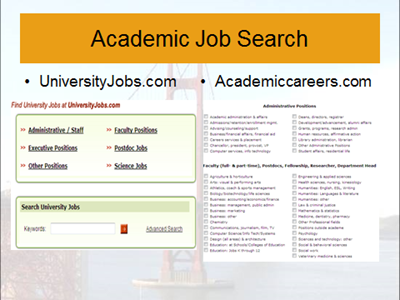 Academic Job Search
• UniversityJobs.com
• Academiccareers.com
Find University Jobs at UniversityJobs.com
>> Administrative / Staff
>> Faculty Positions
>> Executive Positions
>> Postdoc Jobs
>> Other Positions
>> Science Jobs
Search University Jobs
Keywords:
Advanced Search
Administrative Positions
Academic administration & affairs
Deans, directors, registrar
Admissions/retention/enrollment mgmt.
Development/advancement, alumni affairs
Advising/counseling support
Grants, programs, research admin
Business/financial affairs, financial aid
Human resources, affirmative action
Careers or placement
Librarians, library administration
Chancellor, president, provost, VP
Other Administrative Positions
Computer services, info technology
Student affairs, residential life
Faculty (full- & part-time), Postdocs, Fellowship, Researcher, Department Head
Agriculture & horticulture
Engineering & applied sciences
Arts: visual & performing arts
Health sciences, nursing, kinesiology
Athletics, coach & sports management
Humanities: English, ESL, writing
Biology/biotechnology/life sciences
Humanities: Languages, literature
Business: accounting/economics/finance
Humanities: other
Business: management, public admin
Law & criminal justice
Business: marketing
Mathematics & statistics
Business: other
Medicine, dentistry, pharmacy
Chemistry
Other Professional fields
Communications, journalism, film, TV
Positions outside academia
Computer Science/Info Tech Systems
Psychology
Design (all areas) & architecture
Sciences and technology: other
Education: at Schools/Colleges of Education
Social & behavioral sciences
Education: Jobs K through 12
Social work
Veterinary medicine & sciences